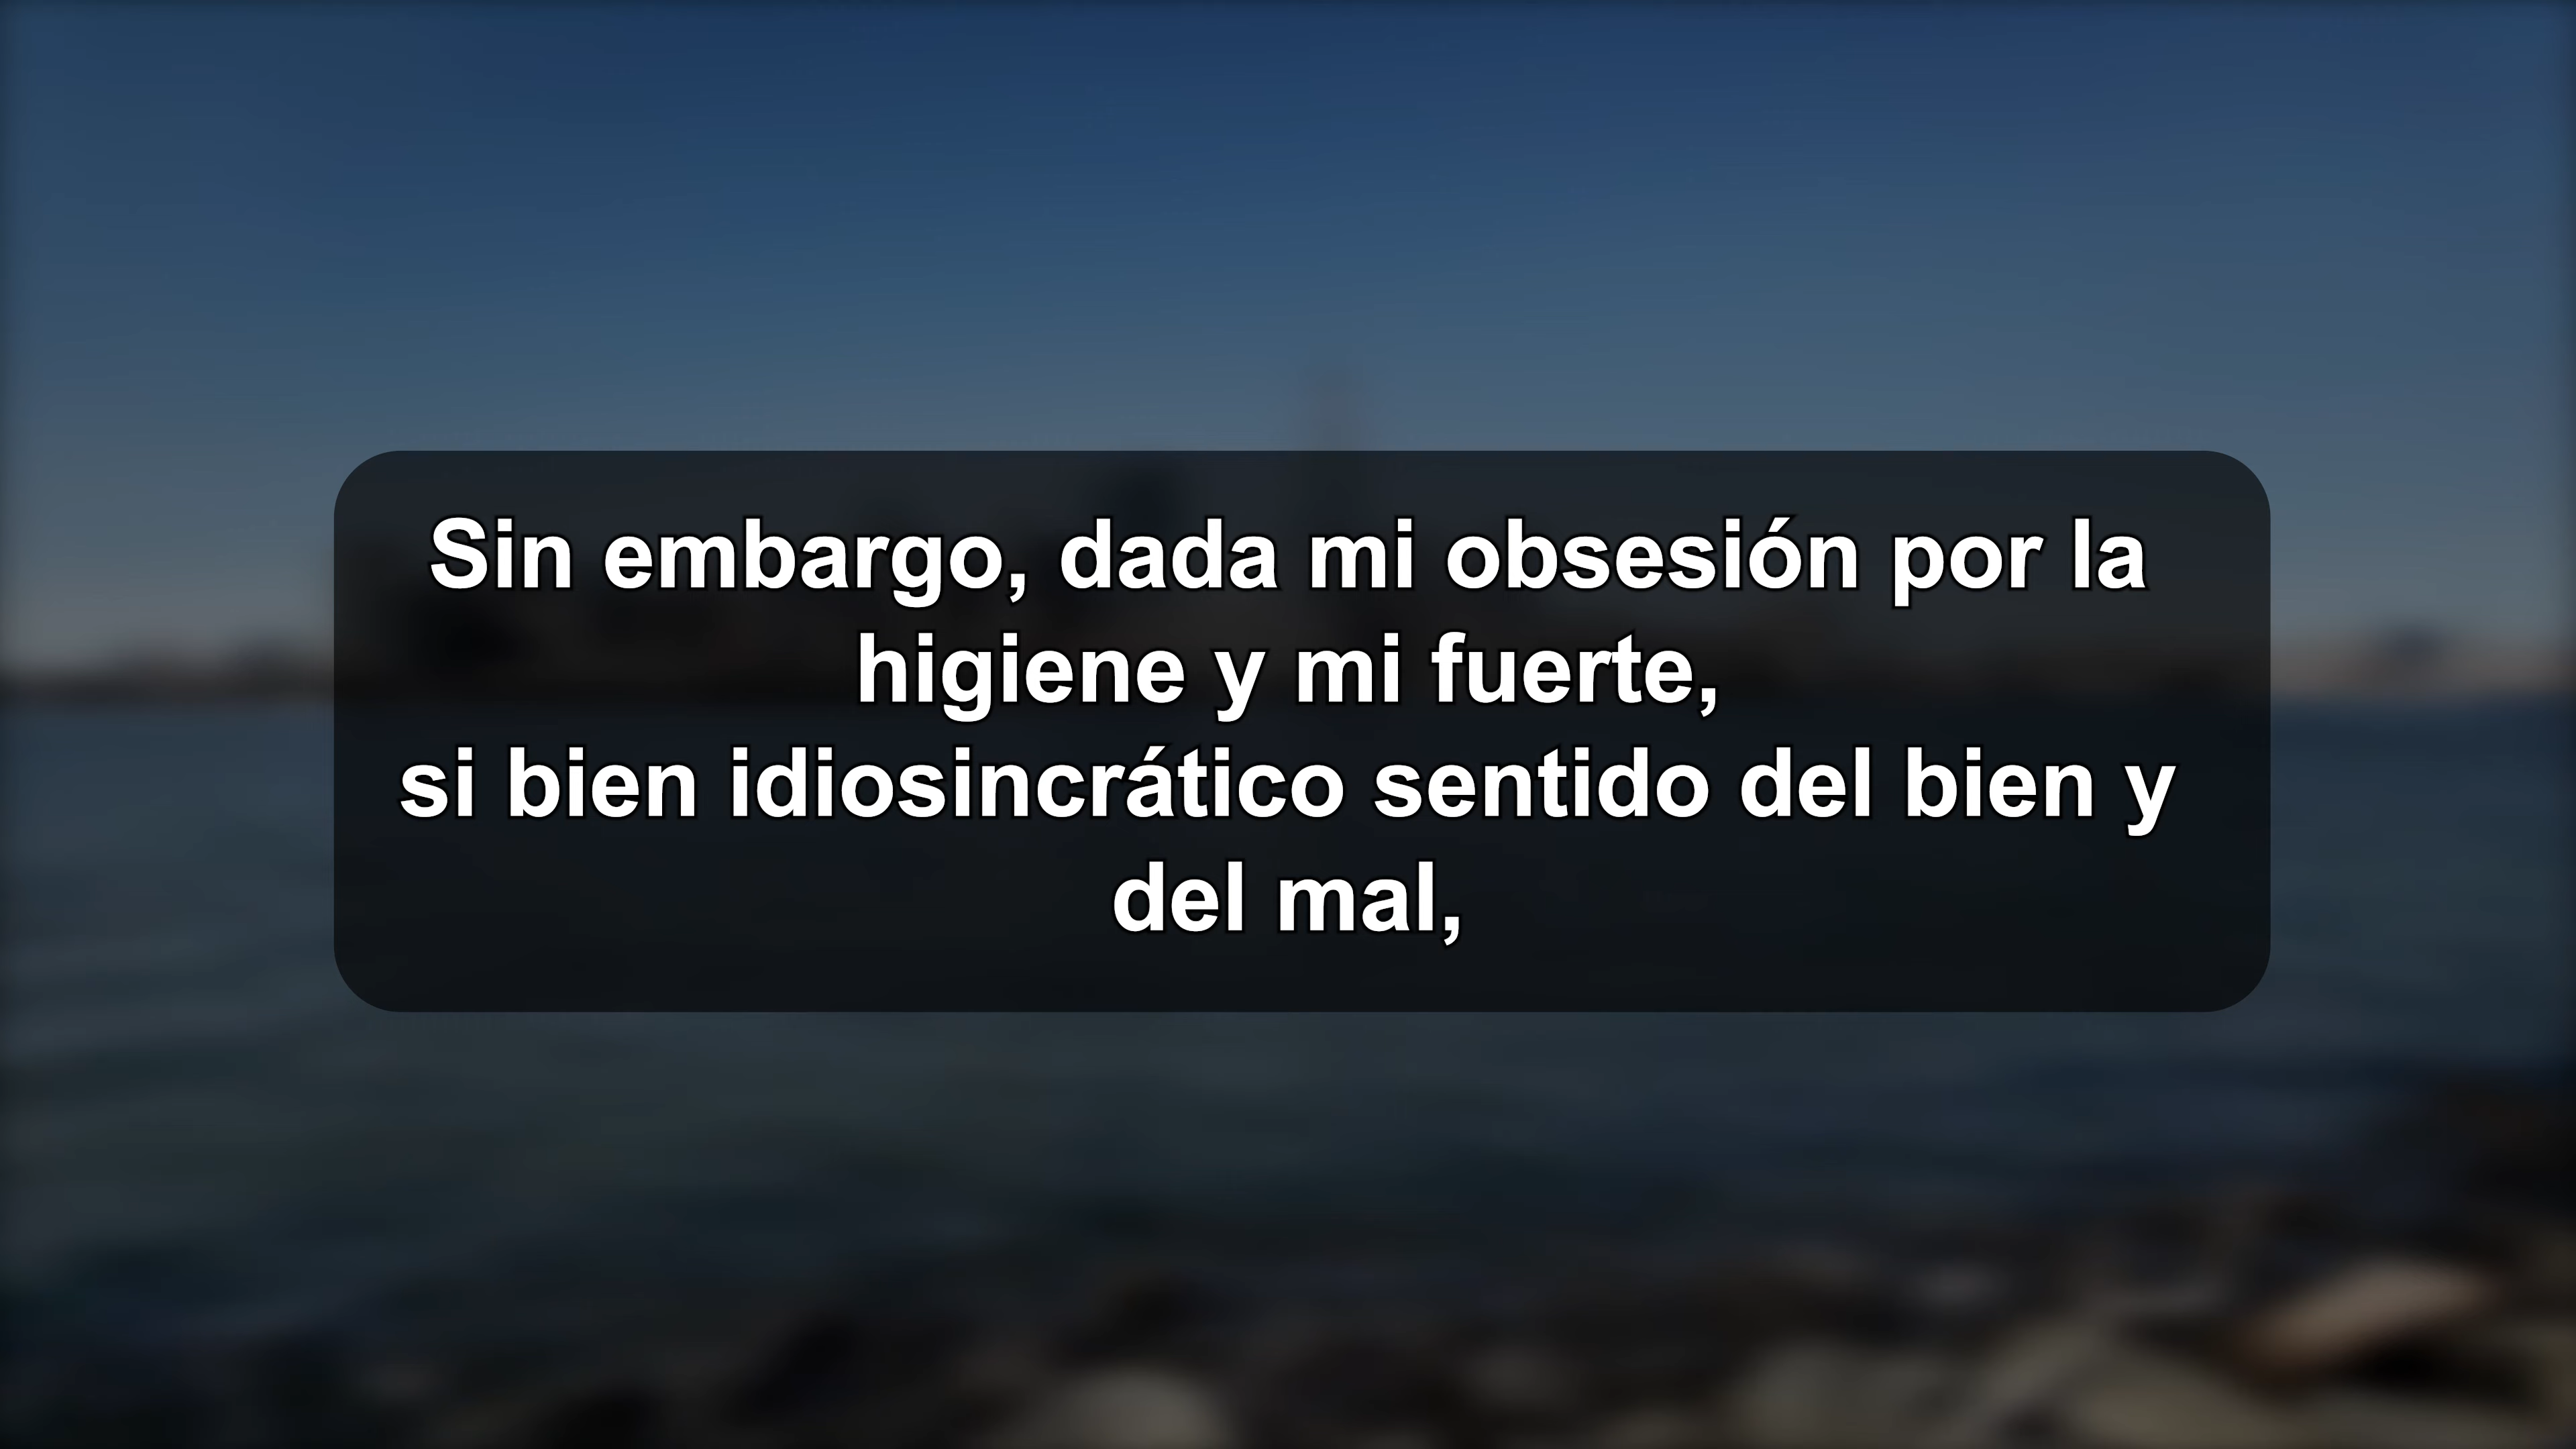 Sin embargo, dada mi obsesión por la
higiene y mi fuerte,
si bien idiosincrático sentido del bien y
del mal,